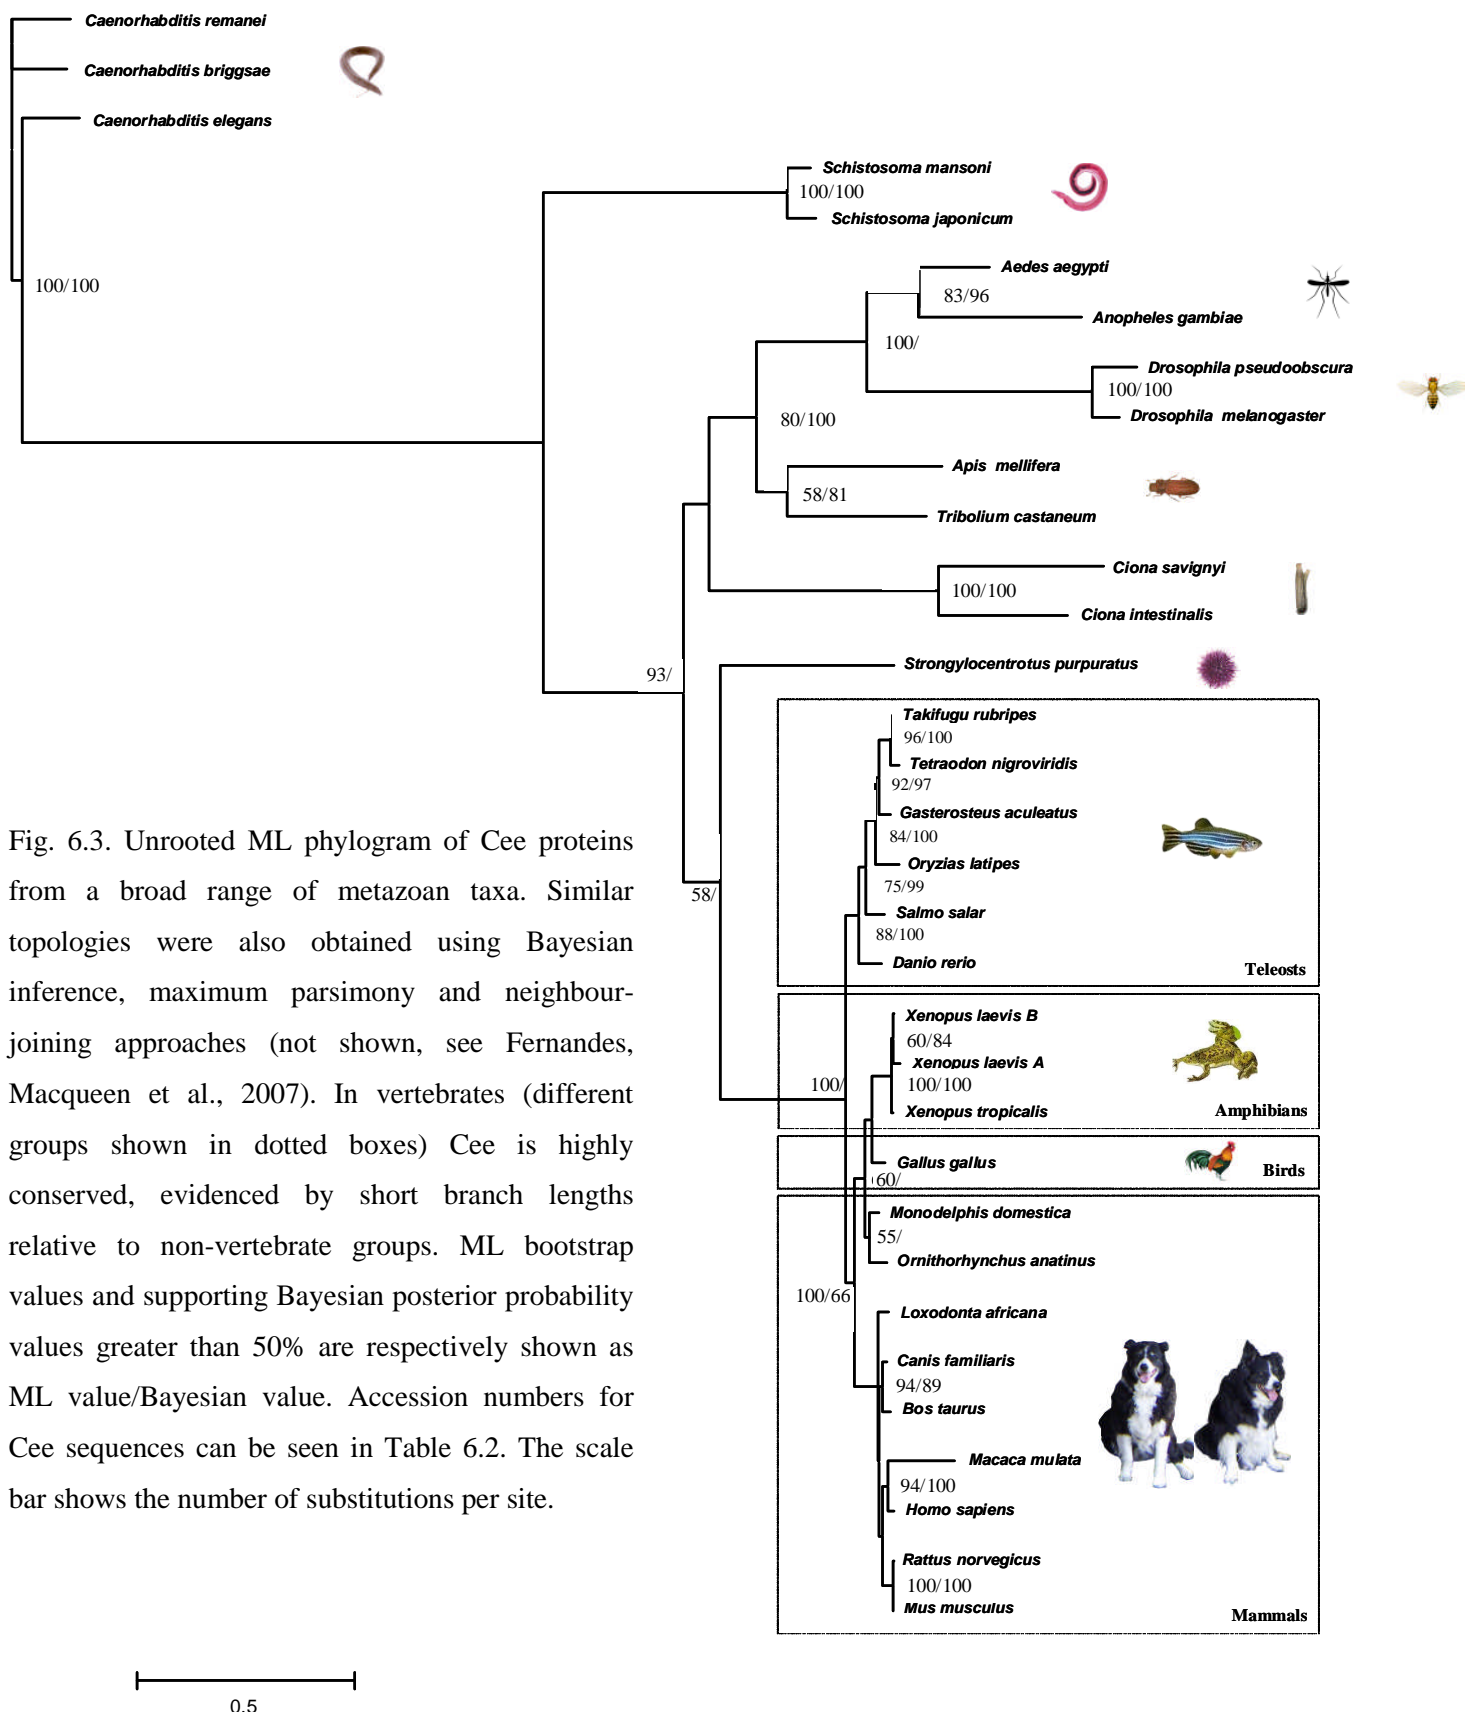 Caenorhabditis remanei
Caenorhabditis briggsae
Caenorhabditis elegans
Schistosoma mansoni
100/100
Schistosoma japonicum
Aedes aegypti
83/96
100/100
Anopheles gambiae
100/
Drosophila pseudoobscura
100/100
Drosophila melanogaster
80/100
Apis mellifera
58/81
Tribolium castaneum
Ciona savignyi
100/100
Ciona intestinalis
Strongylocentrotus purpuratus
93/
Takifugu rubripes
96/100
Tetraodon nigroviridis
92/97
Gasterosteus aculeatus
84/100
Oryzias latipes
75/99
58/
Salmo salar
88/100
Danio rerio
Teleosts
Xenopus laevis B
60/84
Xenopus laevis A
100/
100/100
Xenopus tropicalis
Amphibians
Gallus gallus
Birds
60/
Monodelphis domestica
55/
Ornithorhynchus anatinus
100/66
Loxodonta africana
Canis familiaris
94/89
Bos taurus
Macaca mulata
94/100
Homo sapiens
Rattus norvegicus
100/100
Mus musculus
Mammals
Fig. 6.3. Unrooted ML phylogram of Cee proteins
from a broad range of metazoan taxa. Similar
topologies were also obtained using Bayesian
inference, maximum parsimony and neighbour-
joining approaches (not shown, see Fernandes,
Macqueen et al., 2007). In vertebrates (different
groups shown in dotted boxes) Cee is highly
conserved, evidenced by short branch lengths
relative to non-vertebrate groups. ML bootstrap
values and supporting Bayesian posterior probability
values greater than 50% are respectively shown as
ML value/Bayesian value. Accession numbers for
Cee sequences can be seen in Table 6.2. The scale
bar shows the number of substitutions per site.
0.5